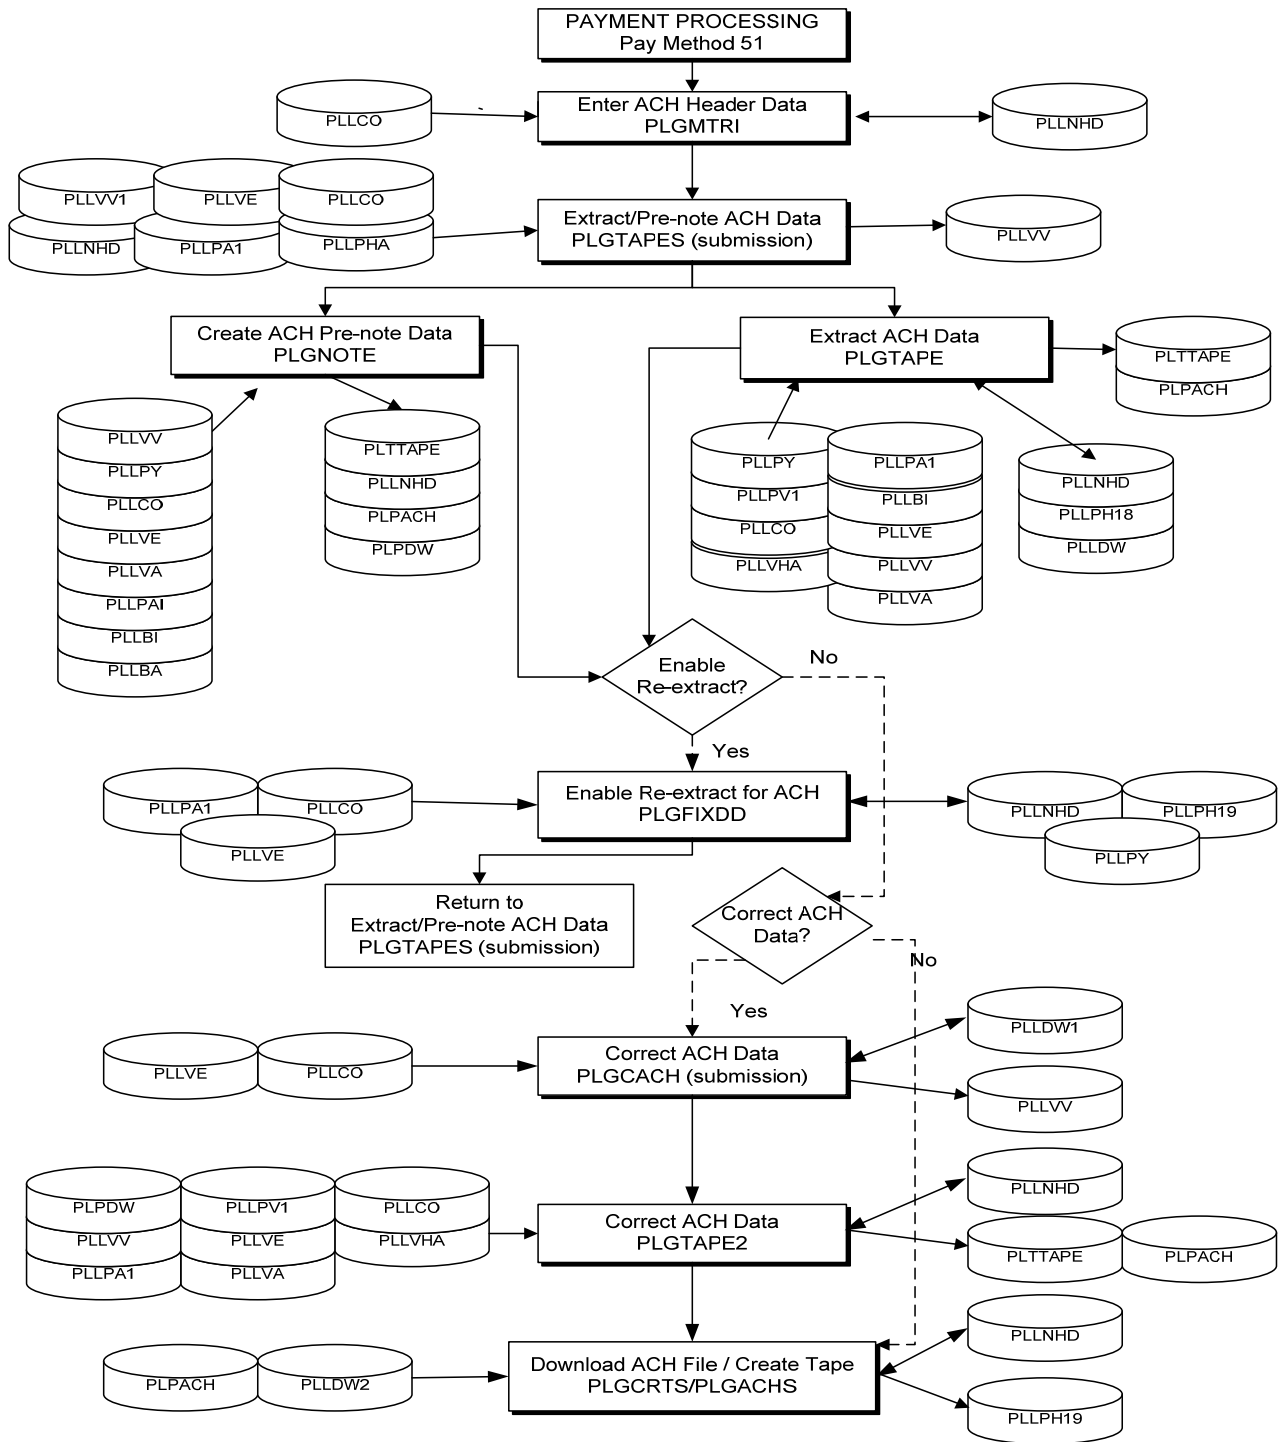 PAYMENT PROCESSING
Pay Method 51
Enter ACH Header Data
PLGMTRI
PLLCO
PLLNHD
PLLVV1
PLLVE
PLLCO
PLLNHD
PLLPA1
PLLPHA
Extract/Pre-note ACH Data
PLGTAPES (submission)
PLLVV
Create ACH Pre-note Data
PLGNOTE
Extract ACH Data
PLGTAPE
PLTTAPE
PLPACH
PLLVV
PLLPY
PLLCO
PLLVE
PLLVA
PLLPAI
PLLBI
PLLBA
PLTTAPE
PLLNHD
PLPACH
PLPDW
PLLPY
PLLPV1
PLLCO
PLLVHA
PLLPA1
PLLBI
PLLVE
PLLVV
PLLVA
PLLNHD
PLLPH18
PLLDW
Enable
Re-extract?
No
Yes
PLLPA1
PLLCO
PLLVE
Enable Re-extract for ACH
PLGFIXDD
PLLNHD
PLLPH19
PLLPY
Return to
Extract/Pre-note ACH Data
PLGTAPES (submission)
Correct ACH
Data?
No
Yes
PLLVE
PLLCO
Correct ACH Data
PLGCACH (submission)
PLLDW1
PLLVV
PLPDW
PLLPV1
PLLCO
PLLVV
PLLVE
PLLVHA
PLLPA1
PLLVA
Correct ACH Data
PLGTAPE2
PLLNHD
PLTTAPE
PLPACH
PLPACH
PLLDW2
Download ACH File / Create Tape
PLGCRTS/PLGACHS
PLLNHD
PLLPH19